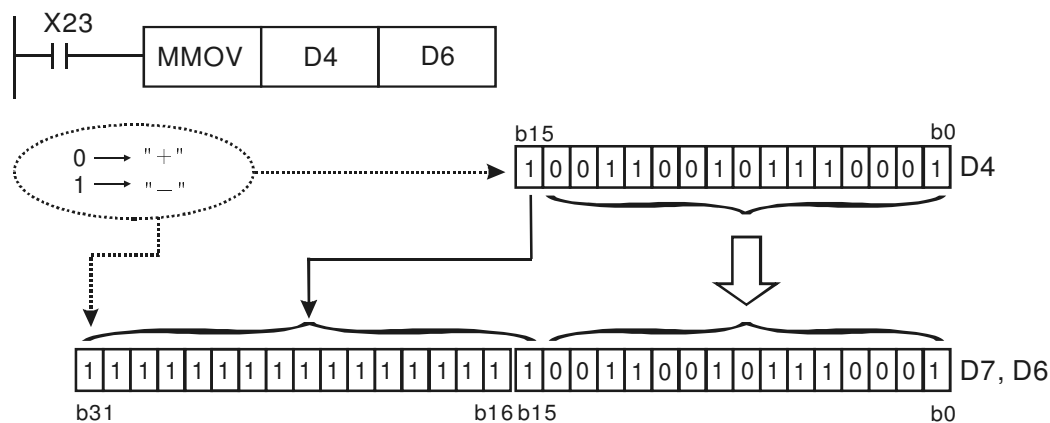 X23
MMOV D4 D6
0 → "+"
1 → "−"
b15 b0
1 0 0 1 1 0 0 1 0 1 1 1 0 0 0 1 D4
1 1 1 1 1 1 1 1 1 1 1 1 1 1 1 1 1 0 0 1 1 0 0 1 0 1 1 1 0 0 0 1 D7, D6
b31 b16 b15 b0